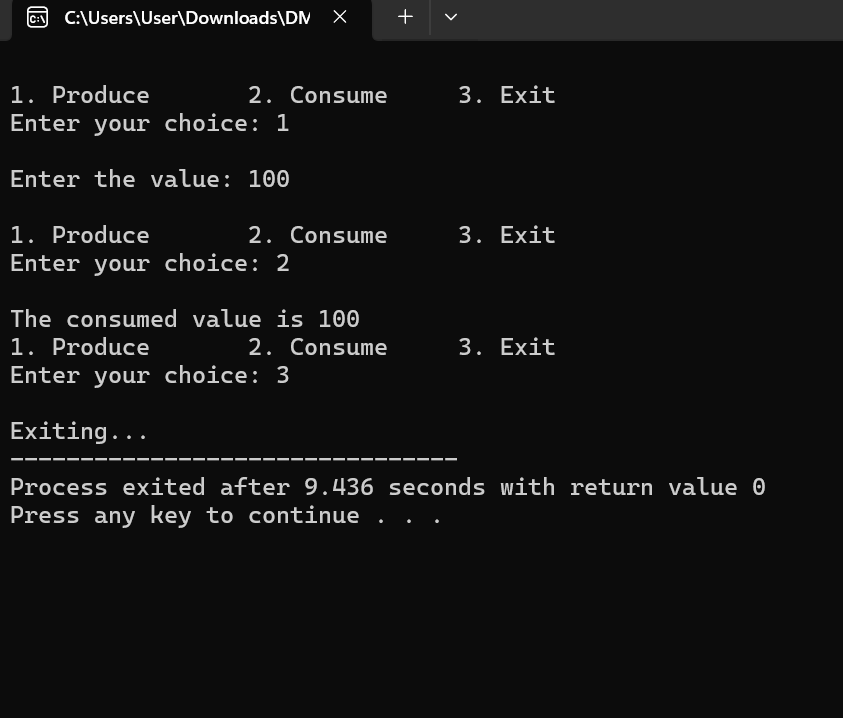 C:\Users\User\Downloads\DM
1. Produce 2. Consume 3. Exit
Enter your choice: 1
Enter the value: 100
1. Produce 2. Consume 3. Exit
Enter your choice: 2
The consumed value is 100
1. Produce 2. Consume 3. Exit
Enter your choice: 3
Exiting...
--------------------------------
Process exited after 9.436 seconds with return value 0
Press any key to continue . . .